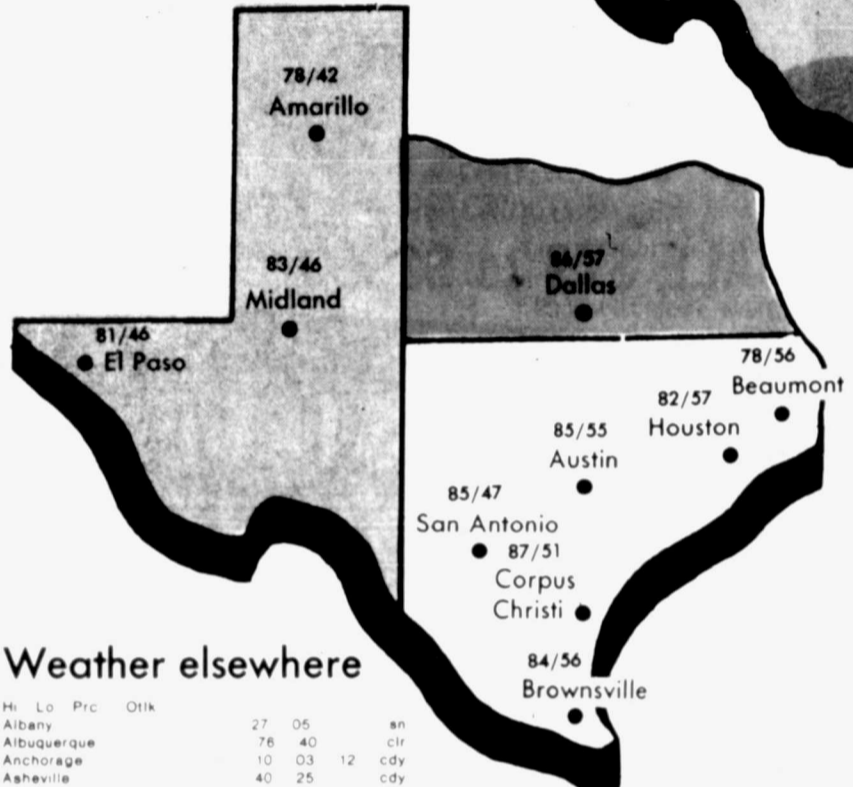 78/42
Amarillo
83/46
Midland
81/46
El Paso
86/57
Dallas
78/56
Beaumont
82/57
Houston
85/55
Austin
85/47
San Antonio
87/51
Corpus
Christi
84/56
Brownsville
Weather elsewhere
Hi Lo Prc Otlk
Albany 27 05 sn
Albuquerque 76 40 clr
Anchorage 10 03 12 cdy
Asheville 40 25 cdy